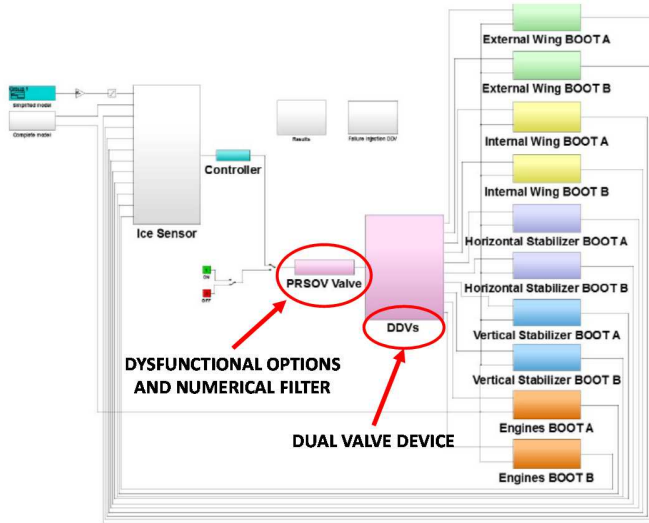 External Wing BOOT A
Simplified model
Complete model
External Wing BOOT B
Results
Failure Injection DDV
Internal Wing BOOT A
Controller
Internal Wing BOOT B
Ice Sensor
Horizontal Stabilizer BOOT A
ON
OFF
PRSOV Valve
Horizontal Stabilizer BOOT B
DDVs
Vertical Stabilizer BOOT A
DYSFUNCTIONAL OPTIONS
AND NUMERICAL FILTER
Vertical Stabilizer BOOT B
DUAL VALVE DEVICE
Engines BOOT A
Engines BOOT B